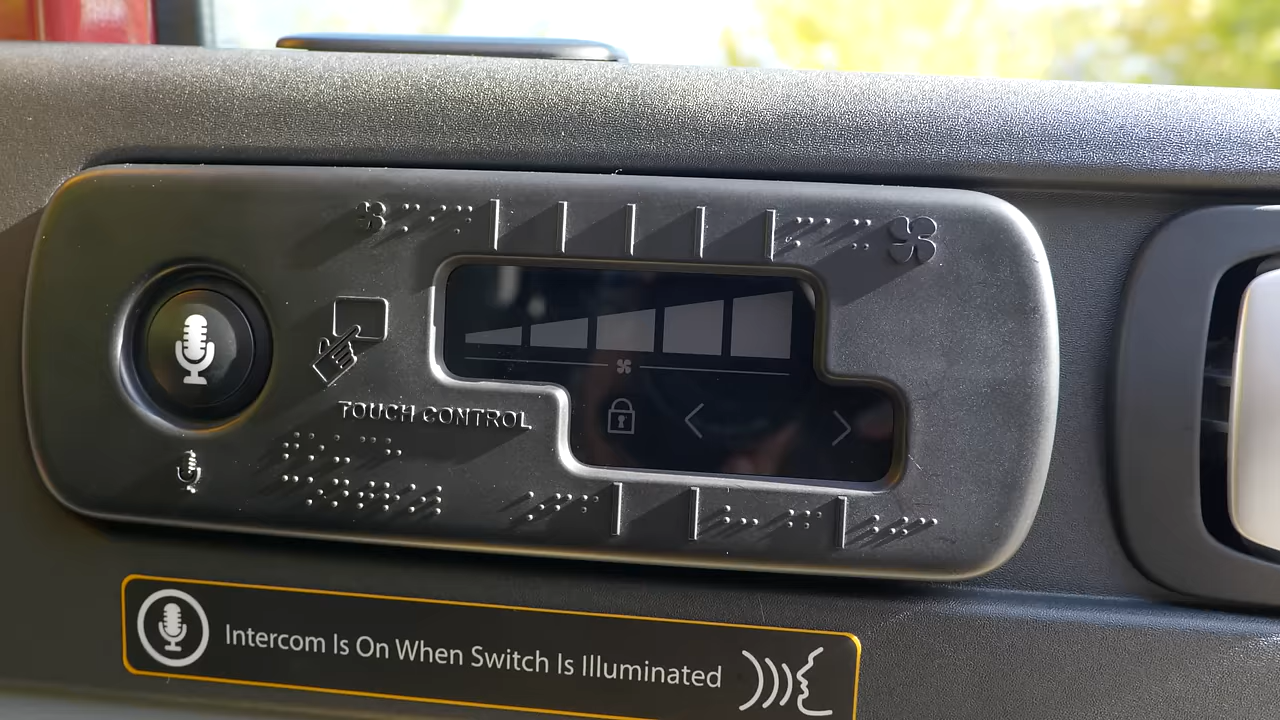 TOUCH CONTROL
Intercom Is On When Switch Is Illuminated